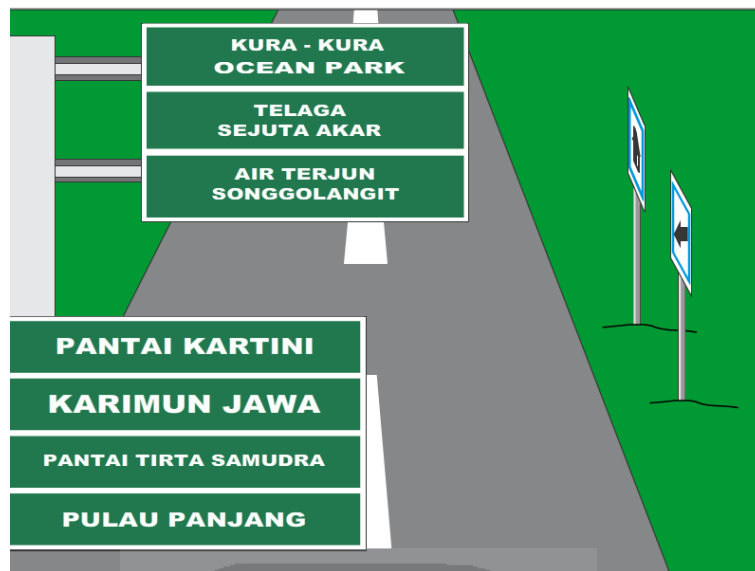 KURA - KURA
OCEAN PARK
TELAGA
SEJUTA AKAR
AIR TERJUN
SONGGOLANGIT
PANTAI KARTINI
KARIMUN JAWA
PANTAI TIRTA SAMUDRA
PULAU PANJANG